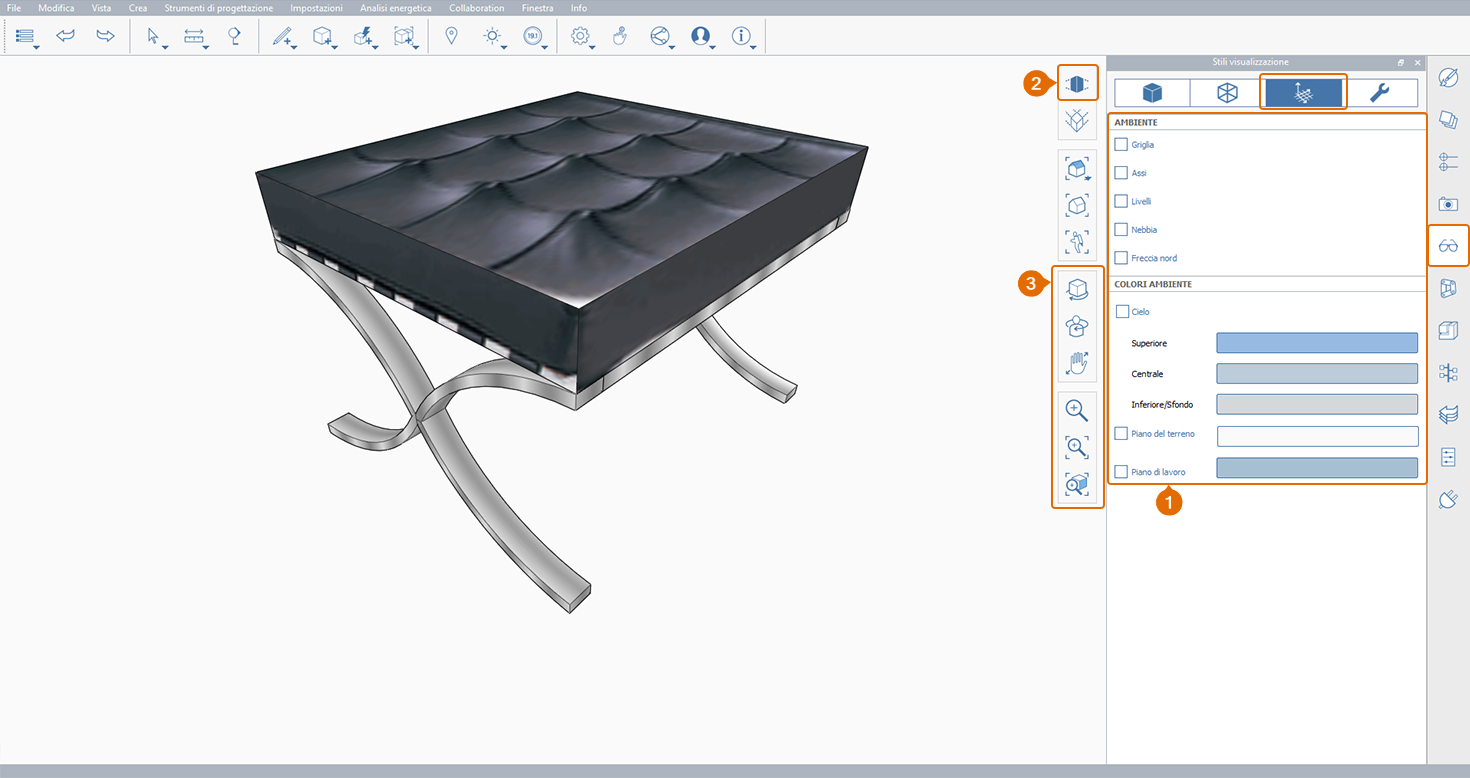 File Modifica Vista Crea Strumenti di progettazione Impostazioni Analisi energetica Collaboration Finestra Info
193
Stili visualizzazione
2
AMBIENTE
Griglia
Assi
Livelli
Nebbia
Freccia nord
3
COLORI AMBIENTE
Cielo
Superiore
Centrale
Inferiore/Sfondo
Piano del terreno
Piano di lavoro
1